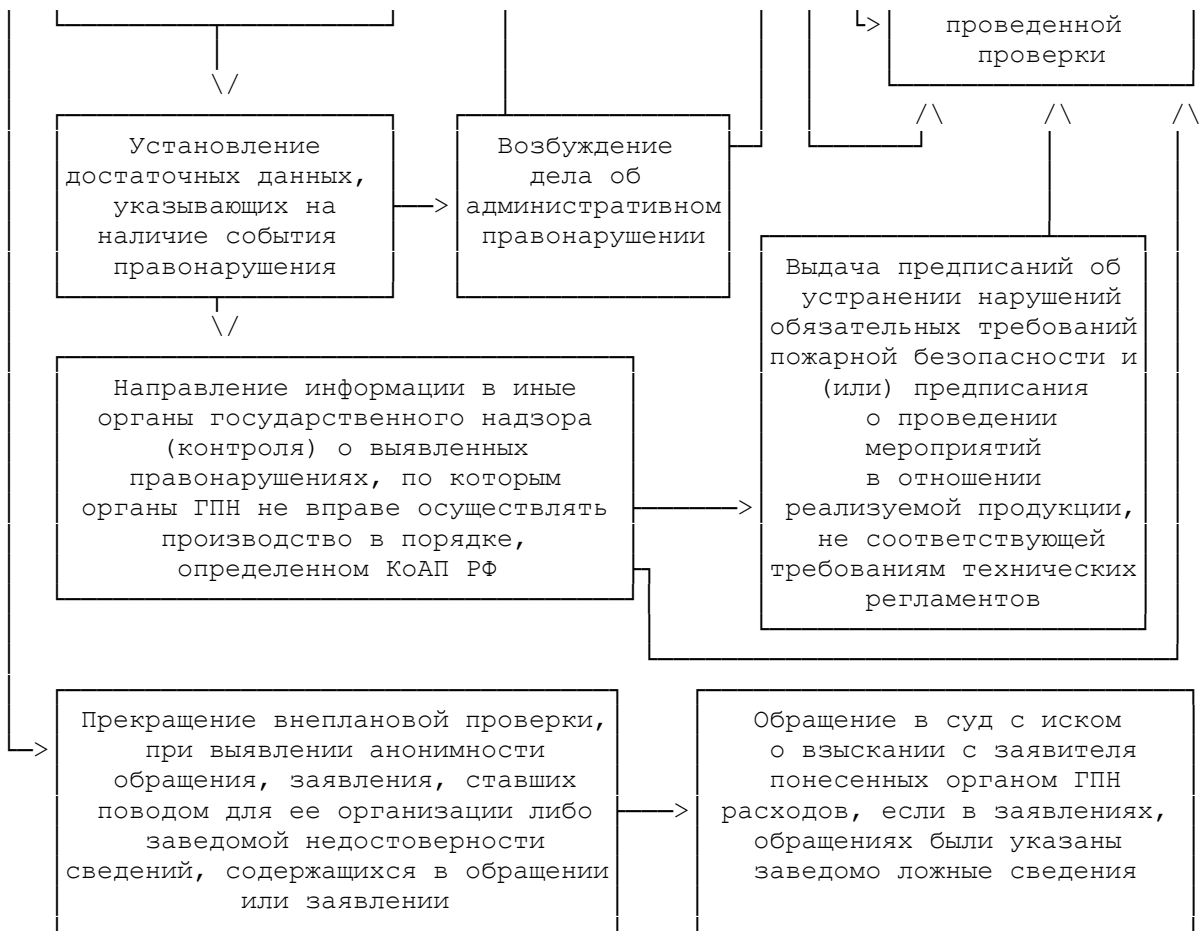 проведенной
проверки
Установление
достаточных данных,
указывающих на
наличие события
правонарушения
Возбуждение
дела об
административном
правонарушении
Выдача предписаний об
устранении нарушений
обязательных требований
пожарной безопасности и
(или) предписания
о проведении
мероприятий
в отношении
реализуемой продукции,
не соответствующей
требованиям технических
регламентов
Направление информации в иные
органы государственного надзора
(контроля) о выявленных
правонарушениях, по которым
органы ГПН не вправе осуществлять
производство в порядке,
определенном КоАП РФ
Прекращение внеплановой проверки,
при выявлении анонимности
обращения, заявления, ставших
поводом для ее организации либо
заведомой недостоверности
сведений, содержащихся в обращении
или заявлении
Обращение в суд с иском
о взыскании с заявителя
понесенных органом ГПН
расходов, если в заявлениях,
обращениях были указаны
заведомо ложные сведения